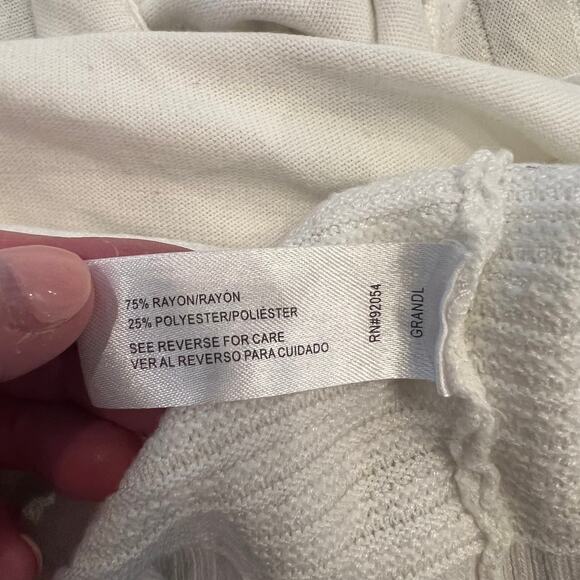 75% RAYON/RAYÓN
25% POLYESTER/POLIÉSTER
SEE REVERSE FOR CARE
VER AL REVERSO PARA CUIDADO
RN#92054
GRANDL